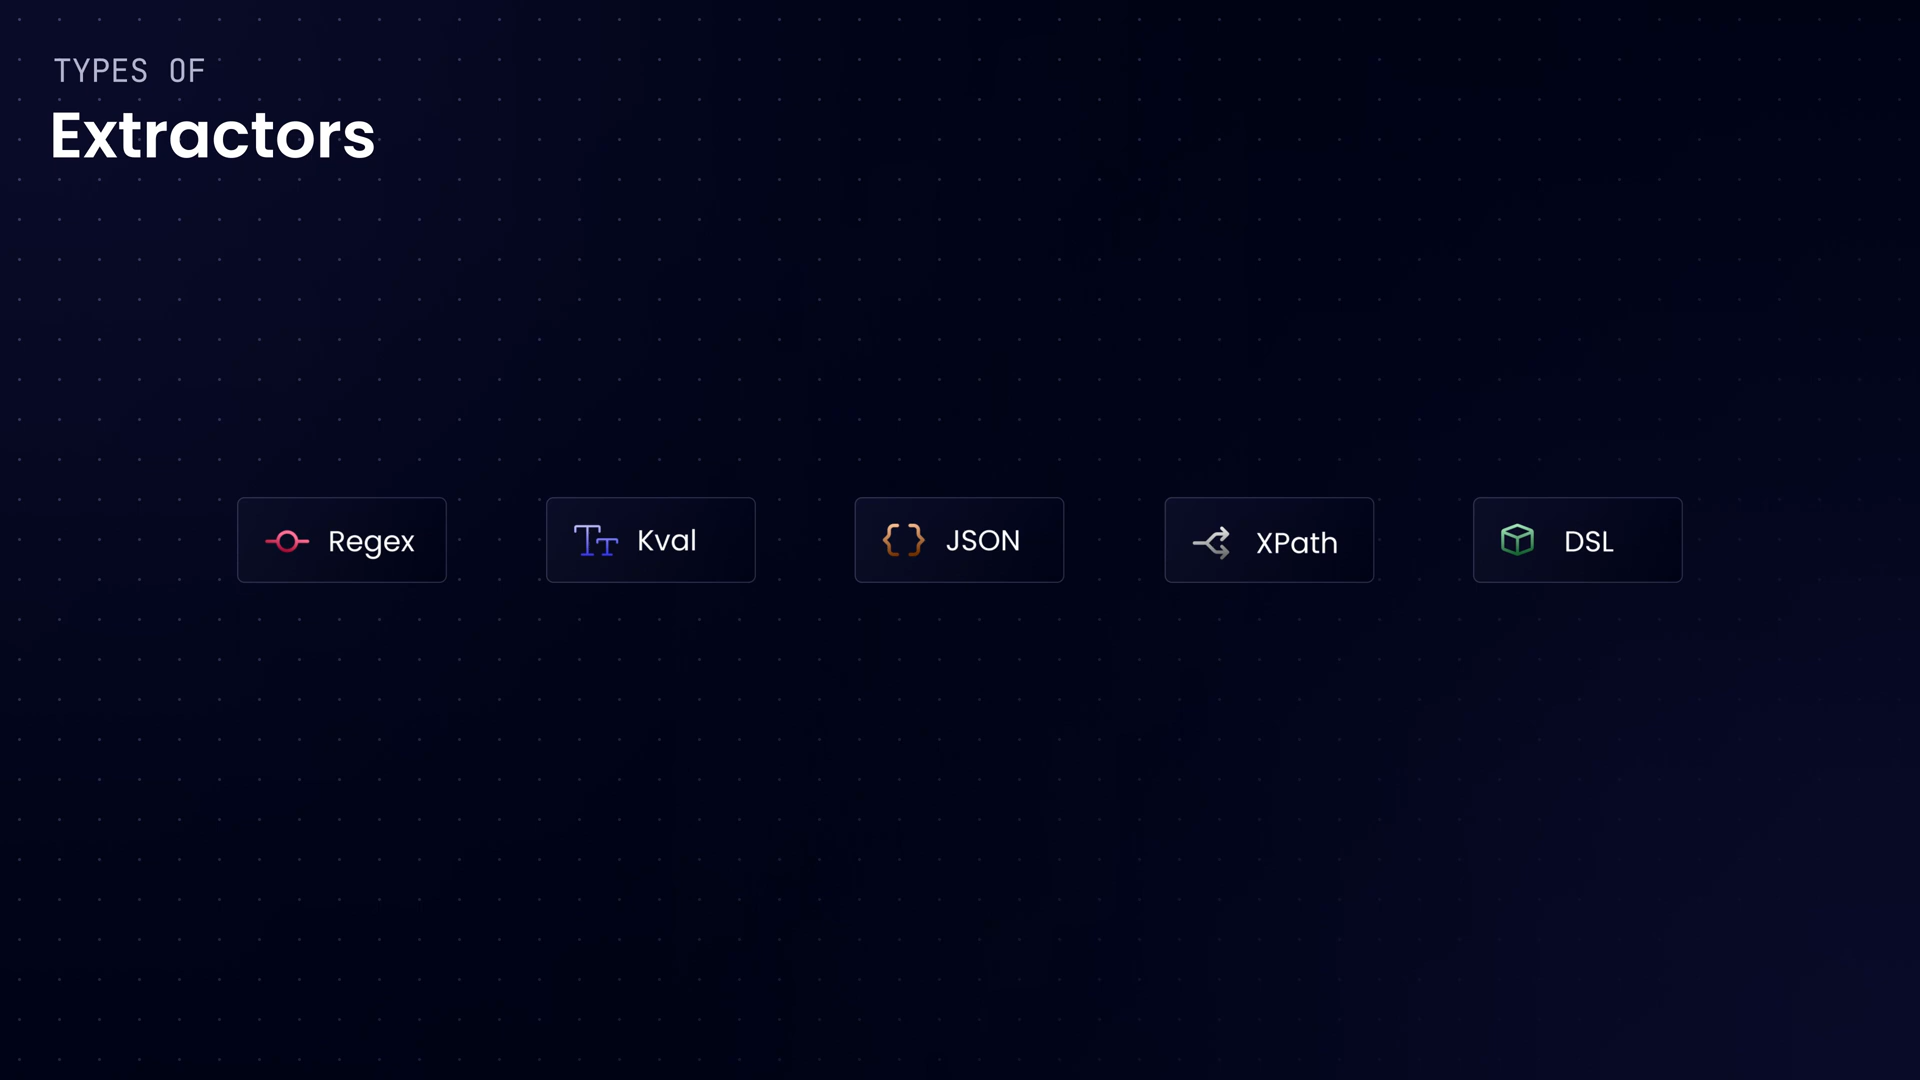 TYPES OF
Extractors
Regex
Kval
JSON
XPath
DSL